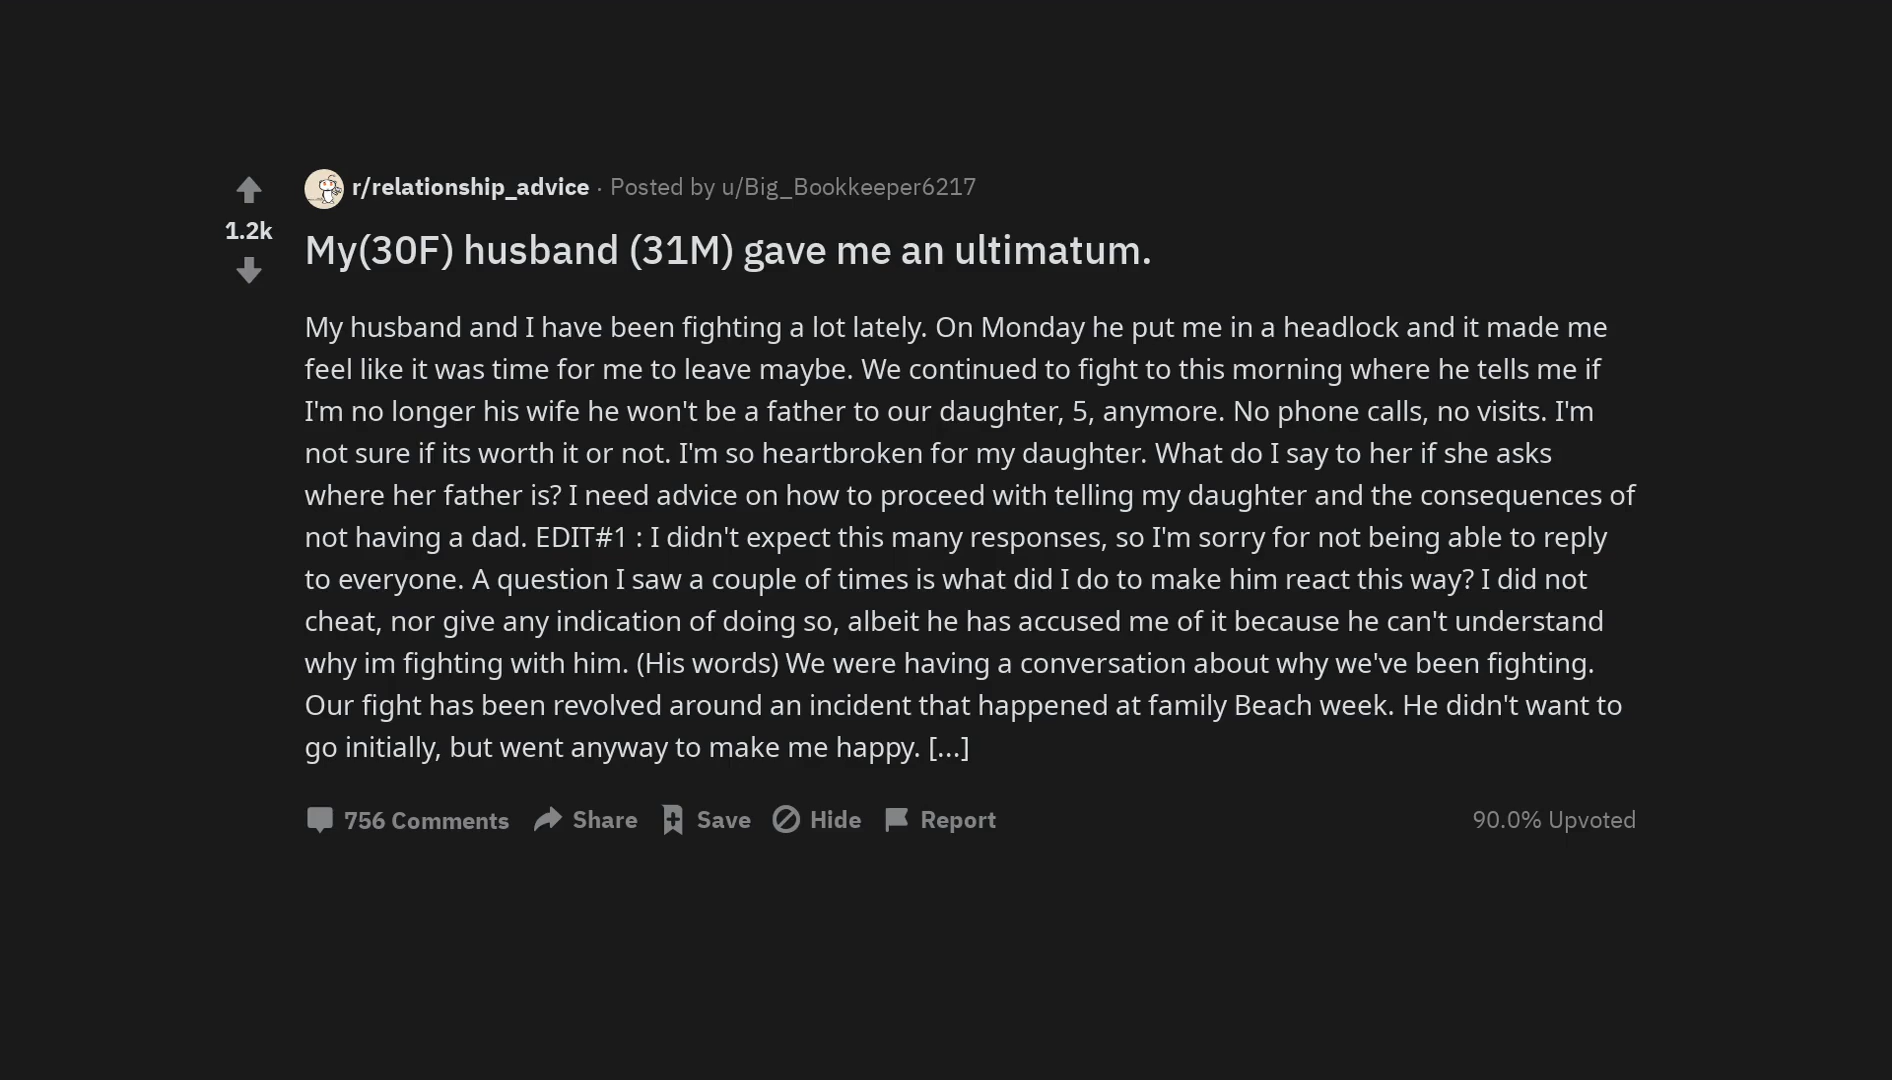 r/relationship_advice · Posted by u/Big_Bookkeeper6217
1.2k
My(30F) husband (31M) gave me an ultimatum.
My husband and I have been fighting a lot lately. On Monday he put me in a headlock and it made me
feel like it was time for me to leave maybe. We continued to fight to this morning where he tells me if
I'm no longer his wife he won't be a father to our daughter, 5, anymore. No phone calls, no visits. I'm
not sure if its worth it or not. I'm so heartbroken for my daughter. What do I say to her if she asks
where her father is? I need advice on how to proceed with telling my daughter and the consequences of
not having a dad. EDIT#1 : I didn't expect this many responses, so I'm sorry for not being able to reply
to everyone. A question I saw a couple of times is what did I do to make him react this way? I did not
cheat, nor give any indication of doing so, albeit he has accused me of it because he can't understand
why im fighting with him. (His words) We were having a conversation about why we've been fighting.
Our fight has been revolved around an incident that happened at family Beach week. He didn't want to
go initially, but went anyway to make me happy. [...]
756 Comments Share Save Hide Report 90.0% Upvoted